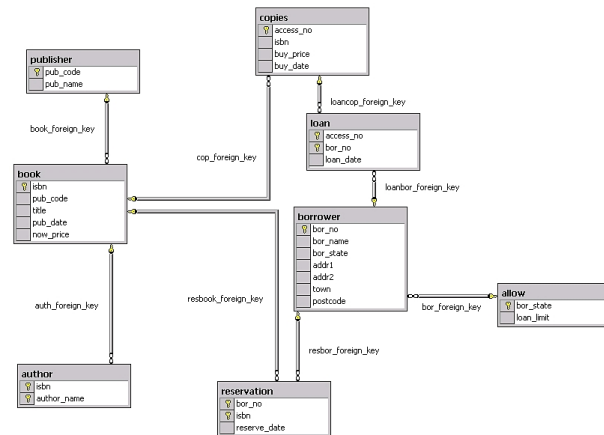 copies
access_no
isbn
buy_price
buy_date
publisher
pub_code
pub_name
loancop_foreign_key
book_foreign_key
loan
access_no
bor_no
loan_date
cop_foreign_key
book
isbn
pub_code
title
pub_date
now_price
loanbor_foreign_key
borrower
bor_no
bor_name
bor_state
addr1
addr2
town
postcode
allow
bor_state
loan_limit
bor_foreign_key
auth_foreign_key
resbook_foreign_key
resbor_foreign_key
author
isbn
author_name
reservation
bor_no
isbn
reserve_date